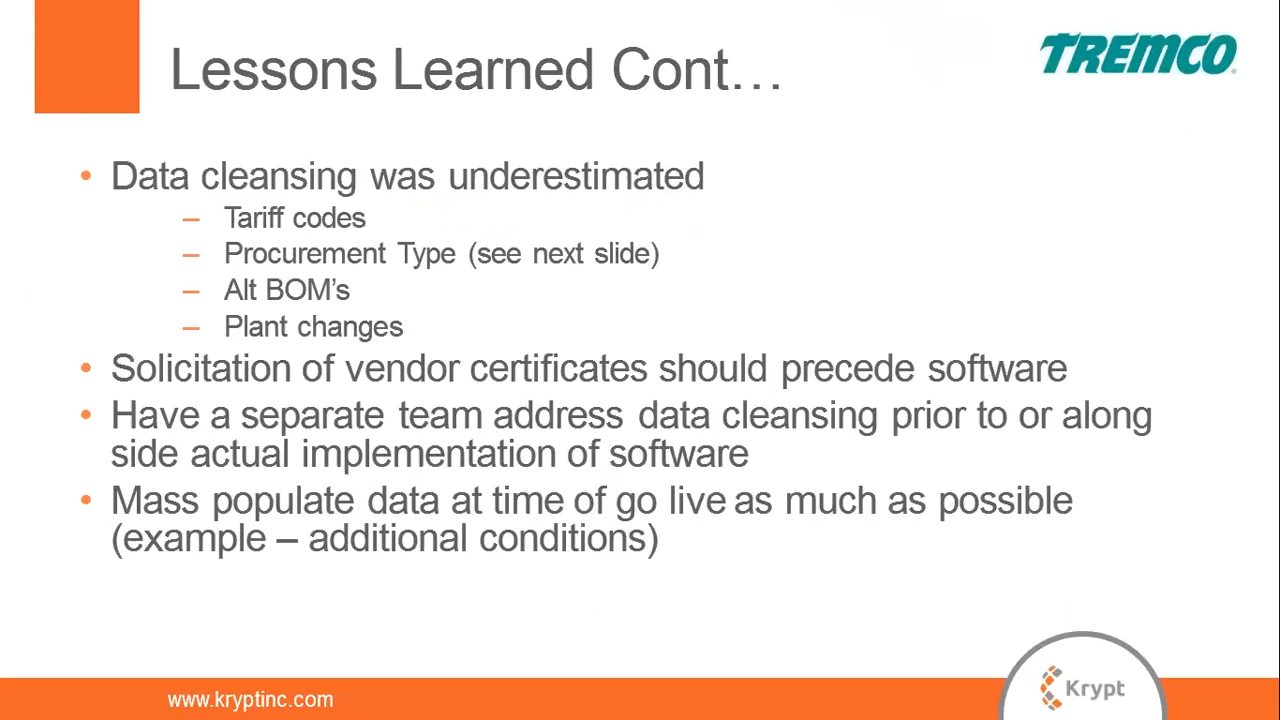 Lessons Learned Cont…
TREMCO
• Data cleansing was underestimated
– Tariff codes
– Procurement Type (see next slide)
– Alt BOM’s
– Plant changes
• Solicitation of vendor certificates should precede software
• Have a separate team address data cleansing prior to or along
side actual implementation of software
• Mass populate data at time of go live as much as possible
(example – additional conditions)
www.kryptinc.com
Krypt